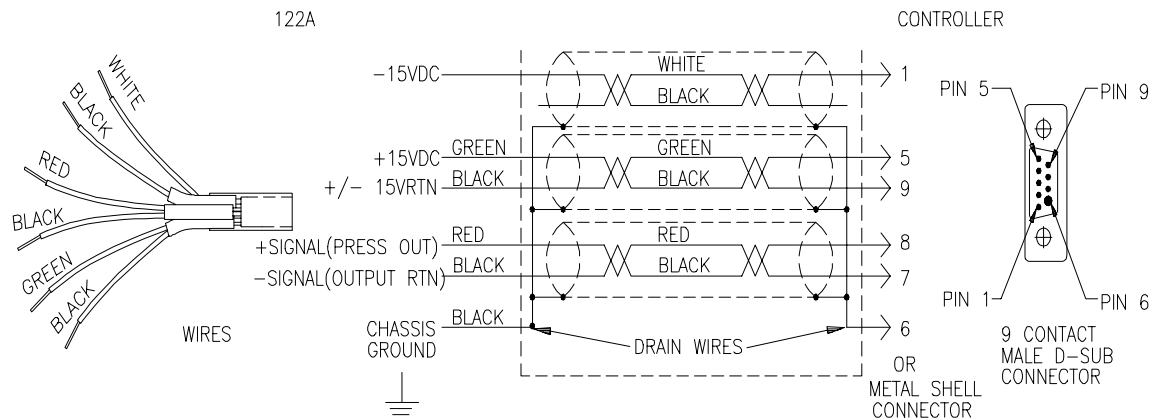 122A
CONTROLLER
WHITE
BLACK
RED
BLACK
GREEN
BLACK
WIRES
-15VDC
WHITE
1
BLACK
+15VDC GREEN
GREEN
5
+/- 15VRTN BLACK
BLACK
9
+SIGNAL(PRESS OUT) RED
RED
8
-SIGNAL(OUTPUT RTN) BLACK
BLACK
7
CHASSIS
GROUND
BLACK
DRAIN WIRES
6
OR
METAL SHELL
CONNECTOR
PIN 5
PIN 9
PIN 1
PIN 6
9 CONTACT
MALE D-SUB
CONNECTOR